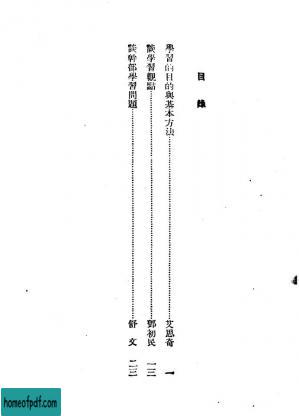 目錄
學習的目的與基本方法……艾思奇 一
談學習觀點……鄧初民 一三
談幹部學習問題……舒文 二三
homeofpdf.com